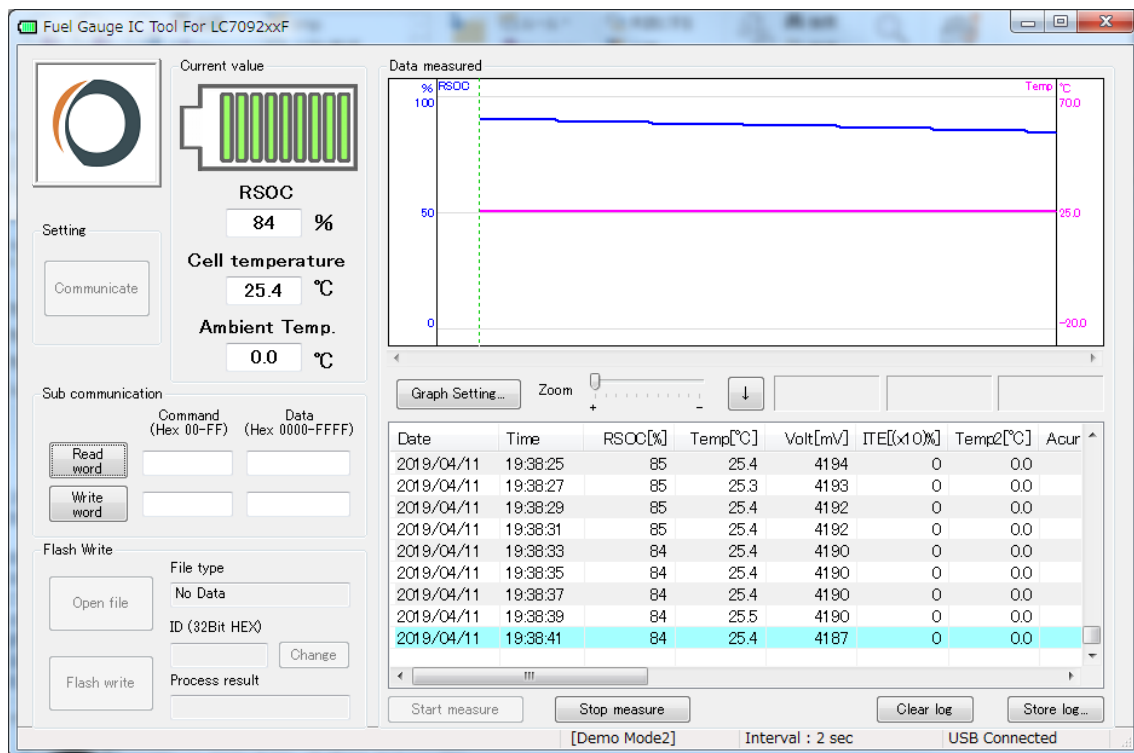 Fuel Gauge IC Tool For LC7092xxF
Current value
RSOC
84 %
Cell temperature
25.4 ℃
Ambient Temp.
0.0 ℃
Setting
Communicate
Sub communication
Command Data
(Hex 00-FF) (Hex 0000-FFFF)
Read
word
Write
word
Flash Write
File type
Open file
No Data
ID (32Bit HEX)
Change
Flash write
Process result
Data measured
% RSOC Temp ℃
100 70.0
50 25.0
0 -20.0
Graph Setting... Zoom + - ↓
Date Time RSOC[%] Temp[℃] Volt[mV] ITE[(x10)%] Temp2[℃] Acur
2019/04/11 19:38:25 85 25.4 4194 0 0.0
2019/04/11 19:38:27 85 25.3 4193 0 0.0
2019/04/11 19:38:29 85 25.4 4192 0 0.0
2019/04/11 19:38:31 85 25.4 4192 0 0.0
2019/04/11 19:38:33 84 25.4 4190 0 0.0
2019/04/11 19:38:35 84 25.4 4190 0 0.0
2019/04/11 19:38:37 84 25.4 4190 0 0.0
2019/04/11 19:38:39 84 25.5 4190 0 0.0
2019/04/11 19:38:41 84 25.4 4187 0 0.0
Start measure Stop measure Clear log Store log...
[Demo Mode2] Interval : 2 sec USB Connected